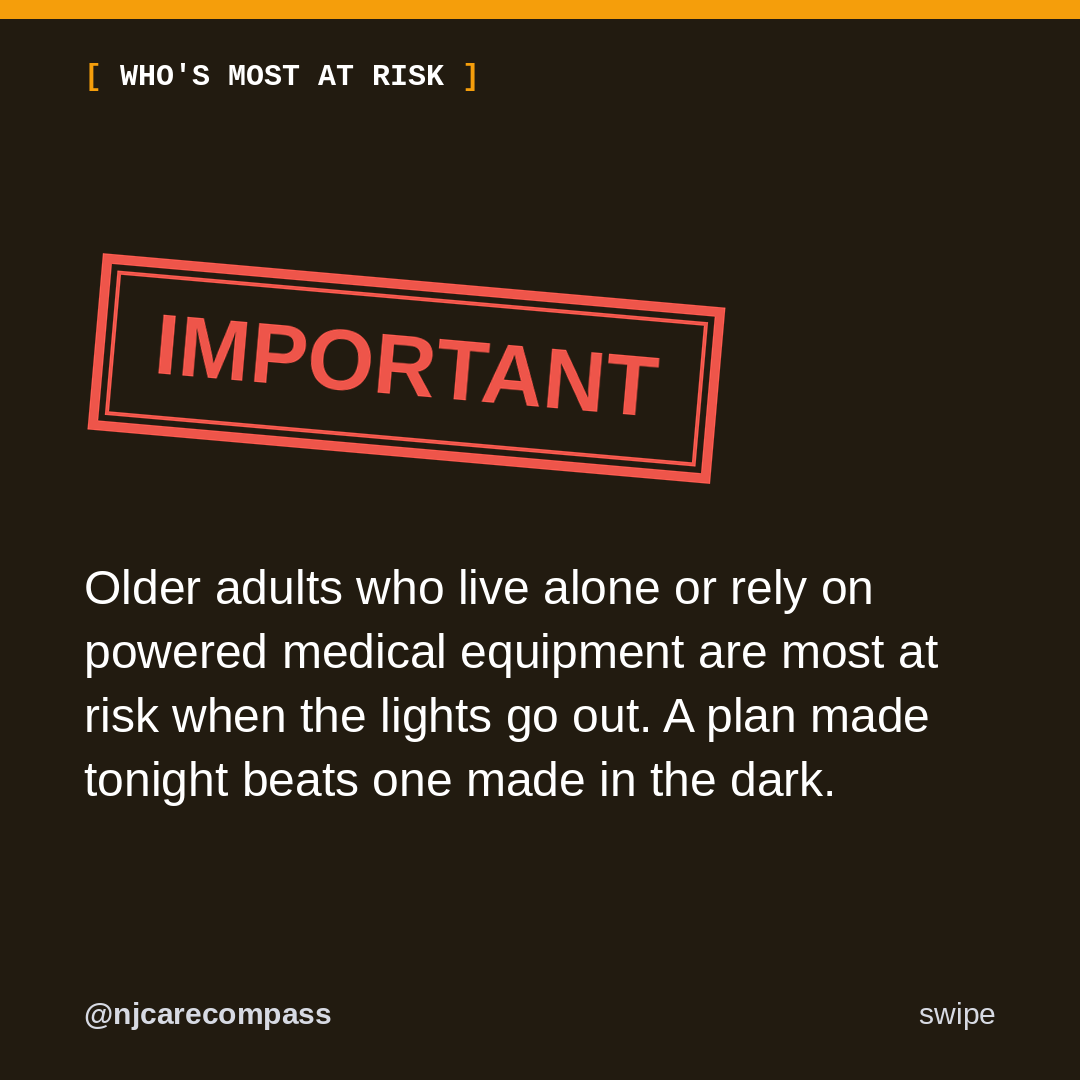 [ WHO'S MOST AT RISK ]
IMPORTANT
Older adults who live alone or rely on
powered medical equipment are most at
risk when the lights go out. A plan made
tonight beats one made in the dark.
@njcarecompass
swipe